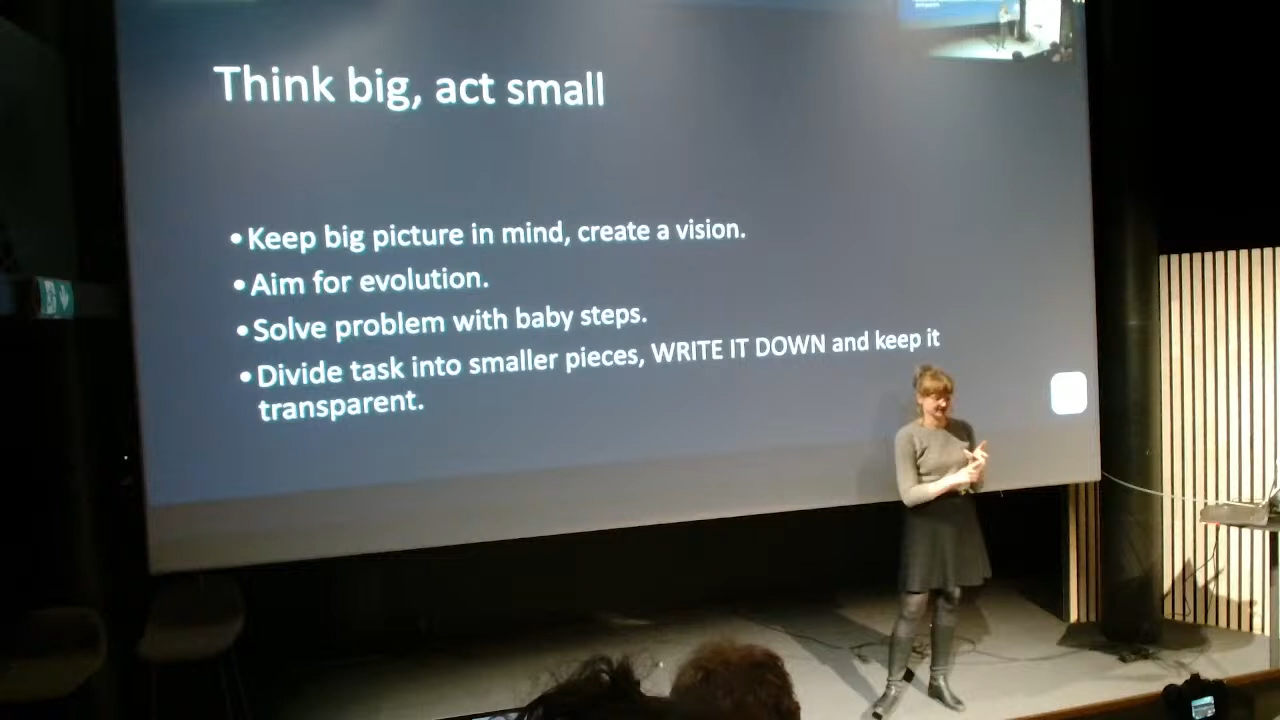 Think big, act small
• Keep big picture in mind, create a vision.
• Aim for evolution.
• Solve problem with baby steps.
• Divide task into smaller pieces, WRITE IT DOWN and keep it
transparent.